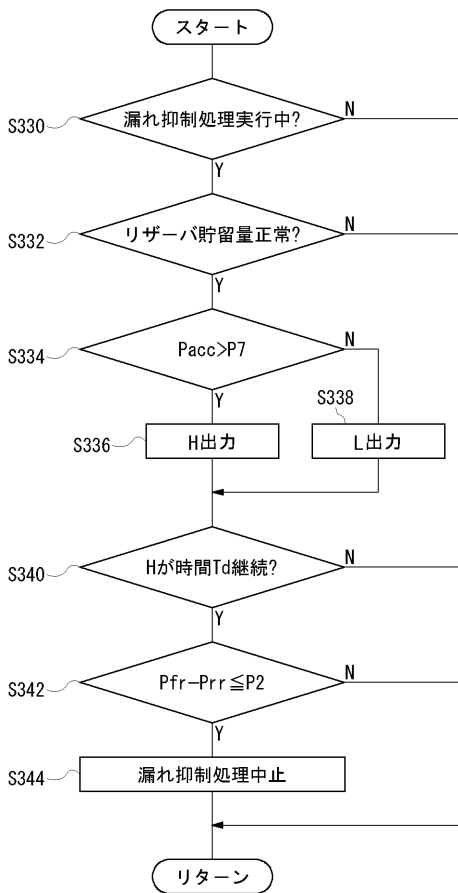 スタート
S330
漏れ抑制処理実行中?
N
Y
S332
リザーバ貯留量正常?
N
Y
S334
Pacc>P7
N
Y
S336
H出力
S338
L出力
S340
Hが時間Td継続?
N
Y
S342
Pfr−Prr≦P2
N
Y
S344
漏れ抑制処理中止
リターン